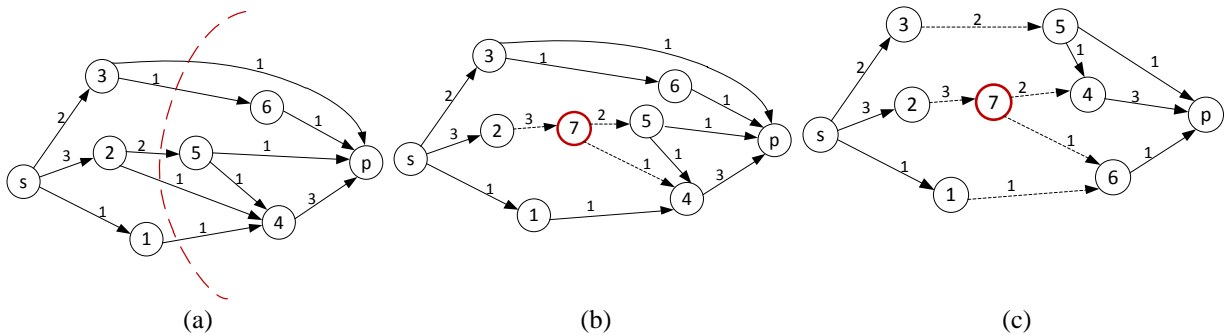 3 1 1 6 2 1 2 2 5 1 p 3 s 1 1 3 1 4 1 1
(a)
3 1 1 6 2 1 2 3 7 2 5 1 p 3 s 1 1 3 1 4 1 1
(b)
3 2 5 1 2 1 2 3 7 2 4 3 p 3 s 1 1 1 6 1 1
(c)